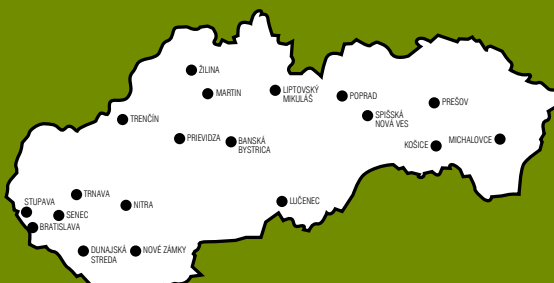 ŽILINA
MARTIN
LIPTOVSKÝ
MIKULÁŠ
POPRAD
PREŠOV
SPIŠSKÁ
NOVÁ VES
TRENČÍN
PRIEVIDZA
BANSKÁ
BYSTRICA
KOŠICE
MICHALOVCE
TRNAVA
STUPAVA
NITRA
LUČENEC
SENEC
BRATISLAVA
DUNAJSKÁ
STREDA
NOVÉ ZÁMKY